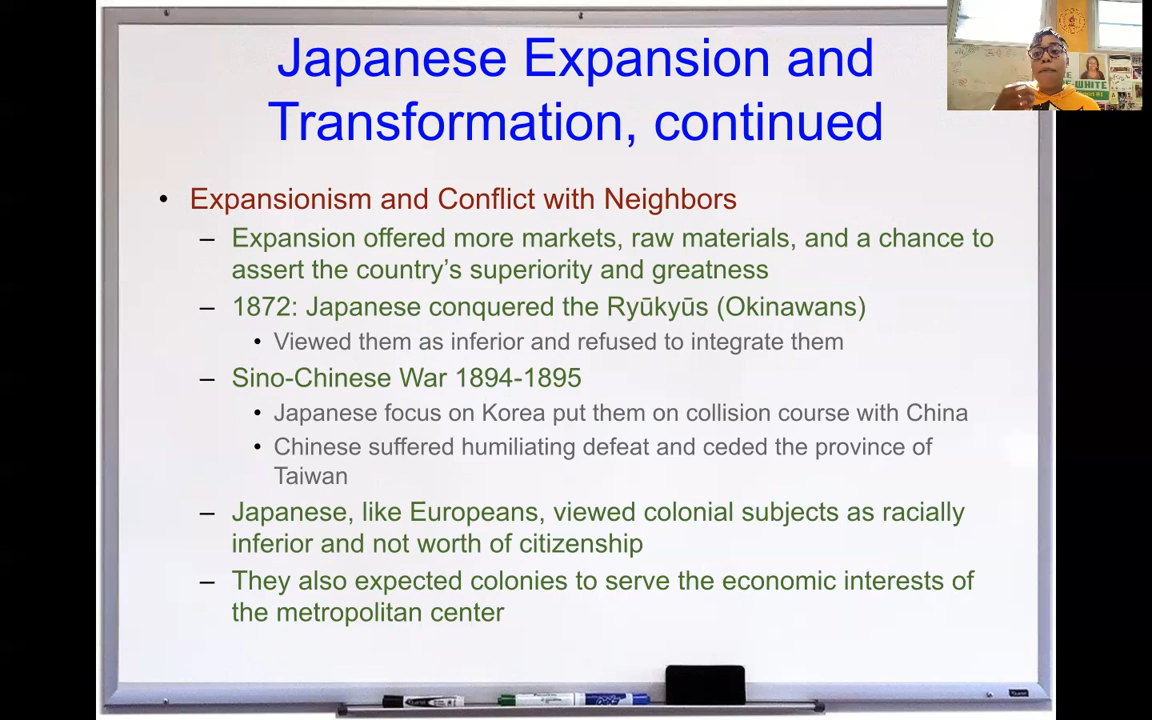 Japanese Expansion and
Transformation, continued
• Expansionism and Conflict with Neighbors
– Expansion offered more markets, raw materials, and a chance to
assert the country's superiority and greatness
– 1872: Japanese conquered the Ryūkyūs (Okinawans)
• Viewed them as inferior and refused to integrate them
– Sino-Chinese War 1894-1895
• Japanese focus on Korea put them on collision course with China
• Chinese suffered humiliating defeat and ceded the province of
Taiwan
– Japanese, like Europeans, viewed colonial subjects as racially
inferior and not worth of citizenship
– They also expected colonies to serve the economic interests of
the metropolitan center
WHITE